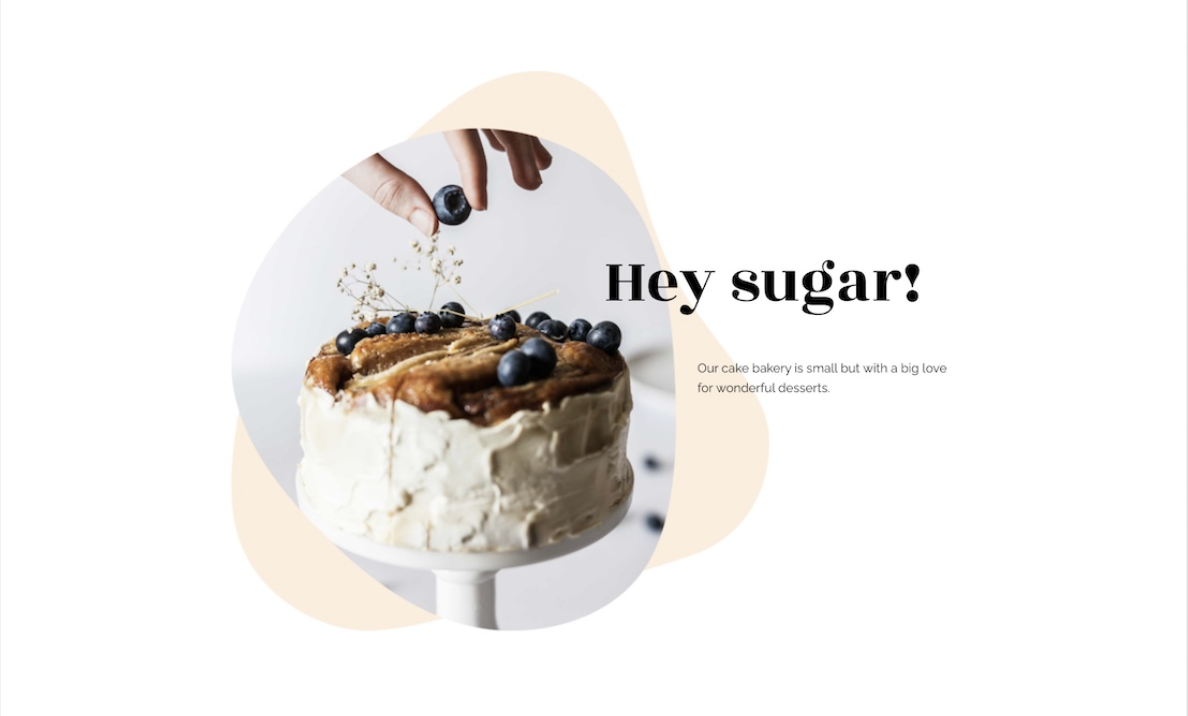 Hey sugar!
Our cake bakery is small but with a big love
for wonderful desserts.